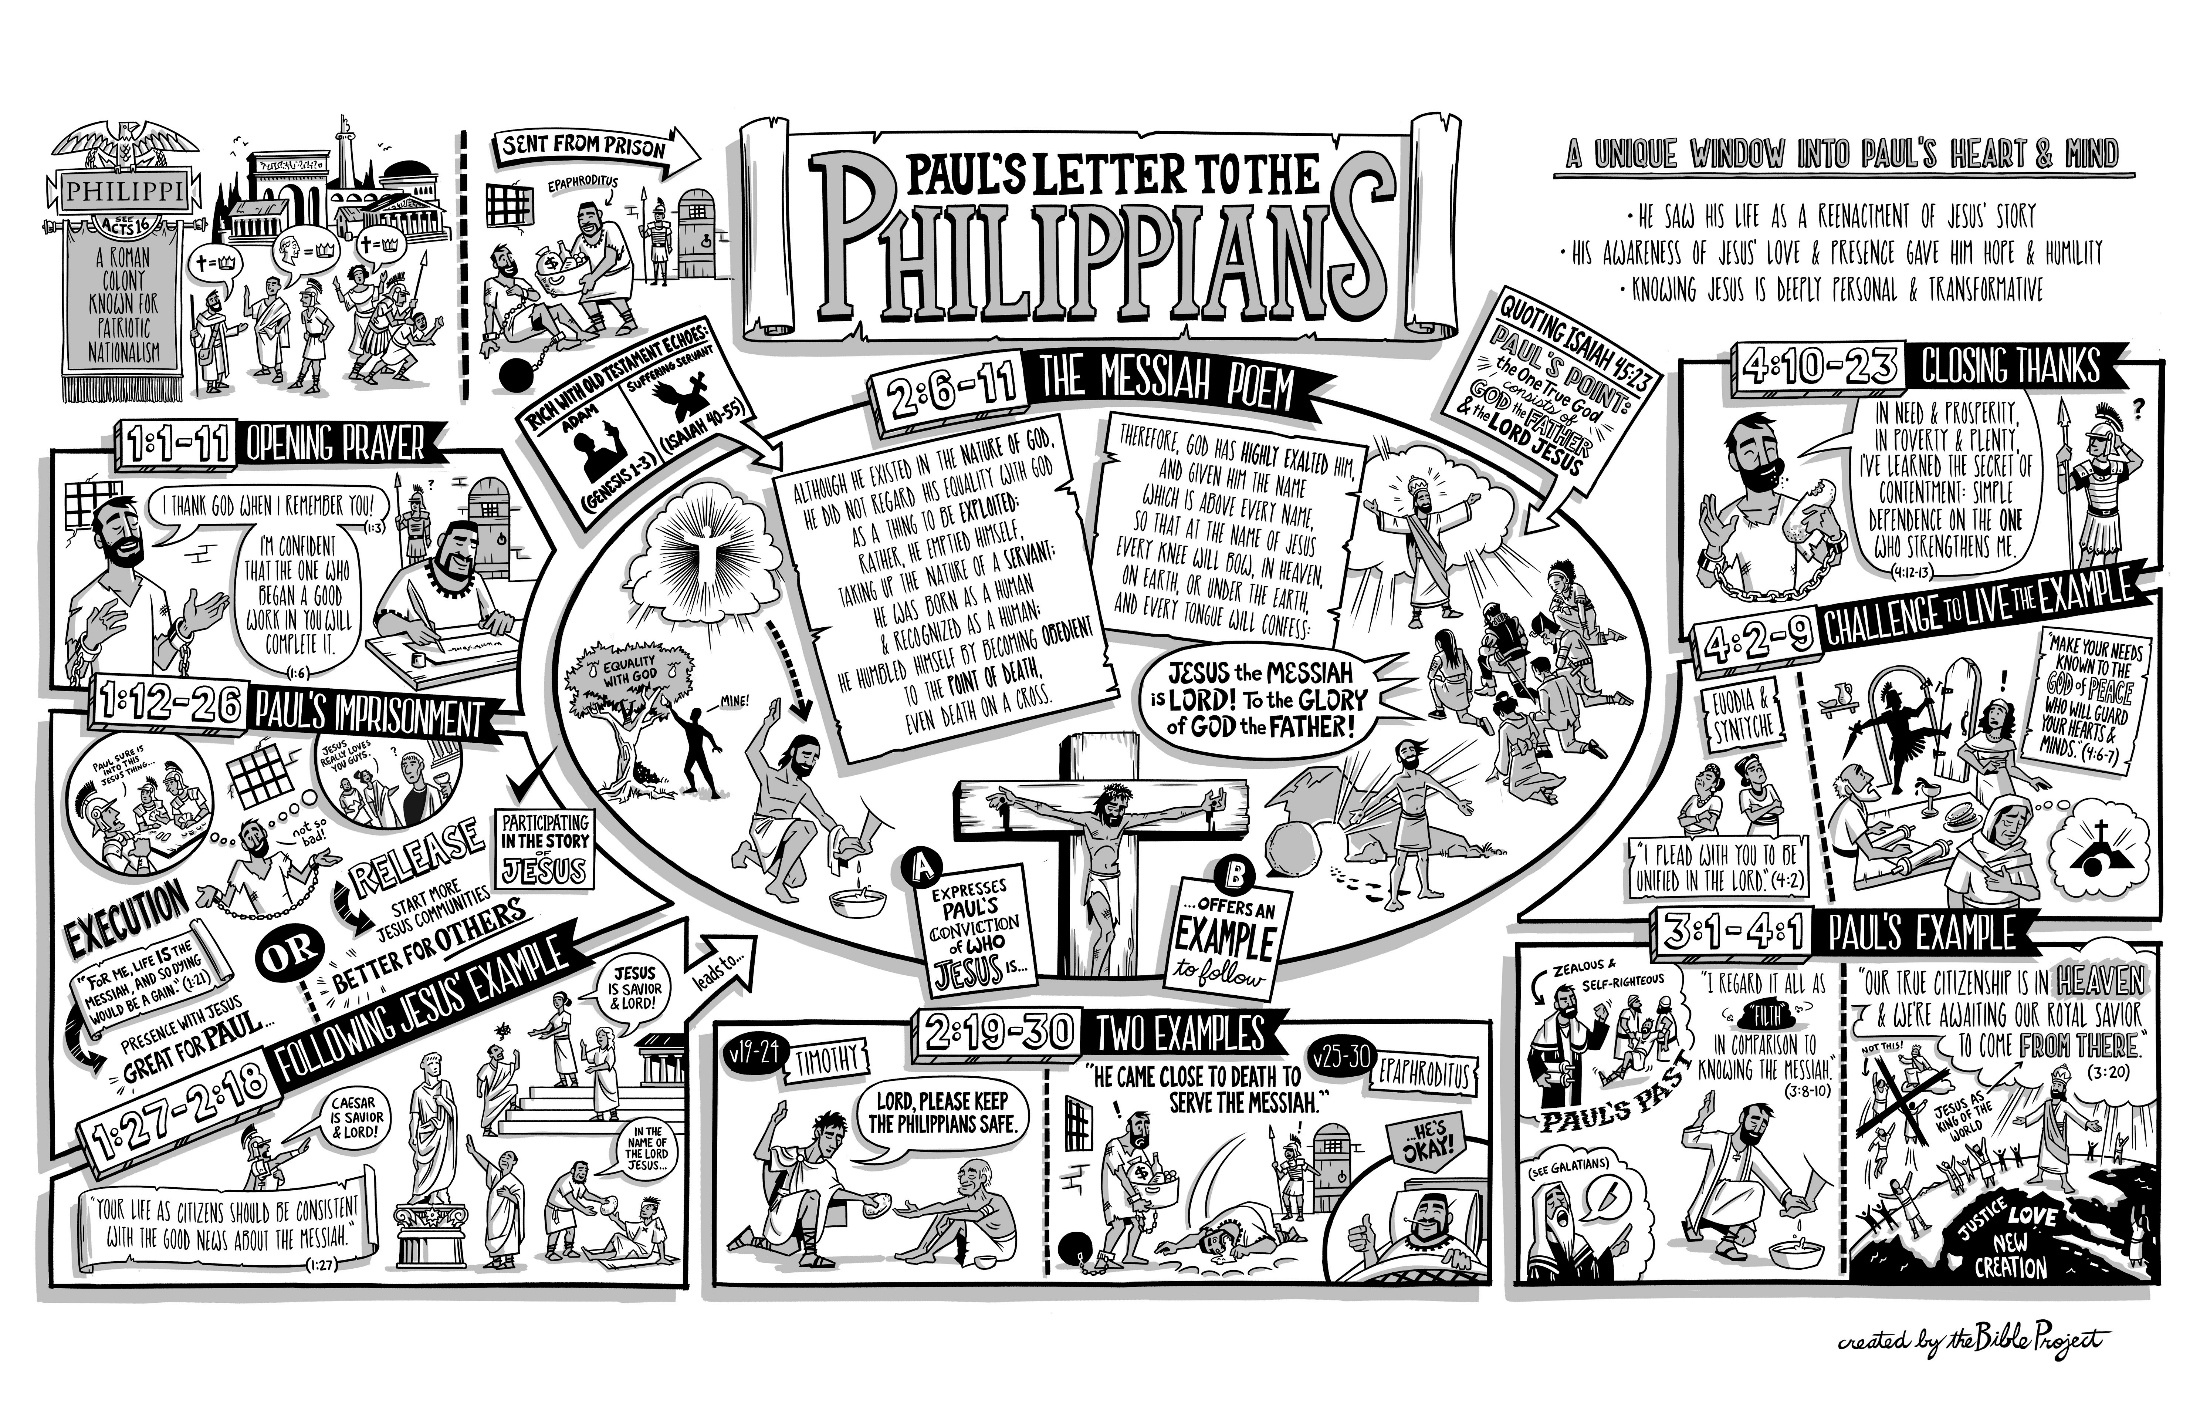 PHILIPPI
SEE
ACTS 16
A ROMAN
COLONY
KNOWN FOR
PATRIOTIC
NATIONALISM
SENT FROM PRISON
EPAPHRODITUS
PAUL'S LETTER TO THE
PHILIPPIANS
A UNIQUE WINDOW INTO PAUL'S HEART & MIND
• HE SAW HIS LIFE AS A REENACTMENT OF JESUS' STORY
• HIS AWARENESS OF JESUS' LOVE & PRESENCE GAVE HIM HOPE & HUMILITY
• KNOWING JESUS IS DEEPLY PERSONAL & TRANSFORMATIVE
1:1-11 OPENING PRAYER
I THANK GOD WHEN I REMEMBER YOU!
(1:3)
?
I'M CONFIDENT
THAT THE ONE WHO
BEGAN A GOOD
WORK IN YOU WILL
COMPLETE IT.
(1:6)
1:12-26 PAUL'S IMPRISONMENT
PAUL SURE IS
INTO THIS
JESUS THING...
JESUS
REALLY LOVES
YOU GUYS.
?
not so
bad!
EXECUTION
"FOR ME, LIFE IS THE
MESSIAH, AND SO DYING
WOULD BE A GAIN." (1:21)
PRESENCE WITH JESUS
GREAT FOR PAUL...
OR
RELEASE
START MORE
JESUS COMMUNITIES
BETTER FOR OTHERS
PARTICIPATING
IN THE STORY
OF
JESUS
1:27-2:18 FOLLOWING JESUS' EXAMPLE
CAESAR
IS SAVIOR
& LORD!
JESUS
IS SAVIOR
& LORD!
IN THE
NAME OF
THE LORD
JESUS...
"YOUR LIFE AS CITIZENS SHOULD BE CONSISTENT
WITH THE GOOD NEWS ABOUT THE MESSIAH."
(1:27)
leads to...
RICH WITH OLD TESTAMENT ECHOES:
ADAM
(GENESIS 1-3)
SUFFERING SERVANT
(ISAIAH 40-55)
2:6-11 THE MESSIAH POEM
ALTHOUGH HE EXISTED IN THE NATURE OF GOD,
HE DID NOT REGARD HIS EQUALITY WITH GOD
AS A THING TO BE EXPLOITED;
RATHER, HE EMPTIED HIMSELF,
TAKING UP THE NATURE OF A SERVANT;
HE WAS BORN AS A HUMAN
& RECOGNIZED AS A HUMAN;
HE HUMBLED HIMSELF BY BECOMING OBEDIENT
TO THE POINT OF DEATH,
EVEN DEATH ON A CROSS.
THEREFORE, GOD HAS HIGHLY EXALTED HIM,
AND GIVEN HIM THE NAME
WHICH IS ABOVE EVERY NAME,
SO THAT AT THE NAME OF JESUS
EVERY KNEE WILL BOW, IN HEAVEN,
ON EARTH, OR UNDER THE EARTH,
AND EVERY TONGUE WILL CONFESS:
JESUS the MESSIAH
is LORD! To the GLORY
of GOD the FATHER!
EQUALITY
WITH GOD
MINE!
QUOTING ISAIAH 45:23
PAUL'S POINT:
the One True God
consists of
GOD the FATHER
& the LORD JESUS
A
EXPRESSES
PAUL'S
CONVICTION
of WHO
JESUS IS...
B
...OFFERS AN
EXAMPLE
to follow
2:19-30 TWO EXAMPLES
v19-24 TIMOTHY
LORD, PLEASE KEEP
THE PHILIPPIANS SAFE.
"HE CAME CLOSE TO DEATH TO
SERVE THE MESSIAH."
v25-30 EPAPHRODITUS
!
!
$
...HE'S
OKAY!
4:10-23 CLOSING THANKS
IN NEED & PROSPERITY,
IN POVERTY & PLENTY,
I'VE LEARNED THE SECRET OF
CONTENTMENT: SIMPLE
DEPENDENCE ON THE ONE
WHO STRENGTHENS ME.
(4:12-13)
?
4:2-9 CHALLENGE TO LIVE THE EXAMPLE
EUODIA &
SYNTYCHE
"I PLEAD WITH YOU TO BE
UNIFIED IN THE LORD." (4:2)
!
"MAKE YOUR NEEDS
KNOWN TO THE
GOD of PEACE
WHO WILL GUARD
YOUR HEARTS &
MINDS." (4:6-7)
3:1-4:1 PAUL'S EXAMPLE
ZEALOUS &
SELF-RIGHTEOUS
PAUL'S PAST
(SEE GALATIANS)
"I REGARD IT ALL AS
"FILTH"
IN COMPARISON TO
KNOWING THE MESSIAH."
(3:8-10)
"OUR TRUE CITIZENSHIP IS IN HEAVEN
& WE'RE AWAITING OUR ROYAL SAVIOR
TO COME FROM THERE."
(3:20)
NOT THIS!
JESUS AS
KING OF THE
WORLD
JUSTICE LOVE
NEW
CREATION
created by the Bible Project